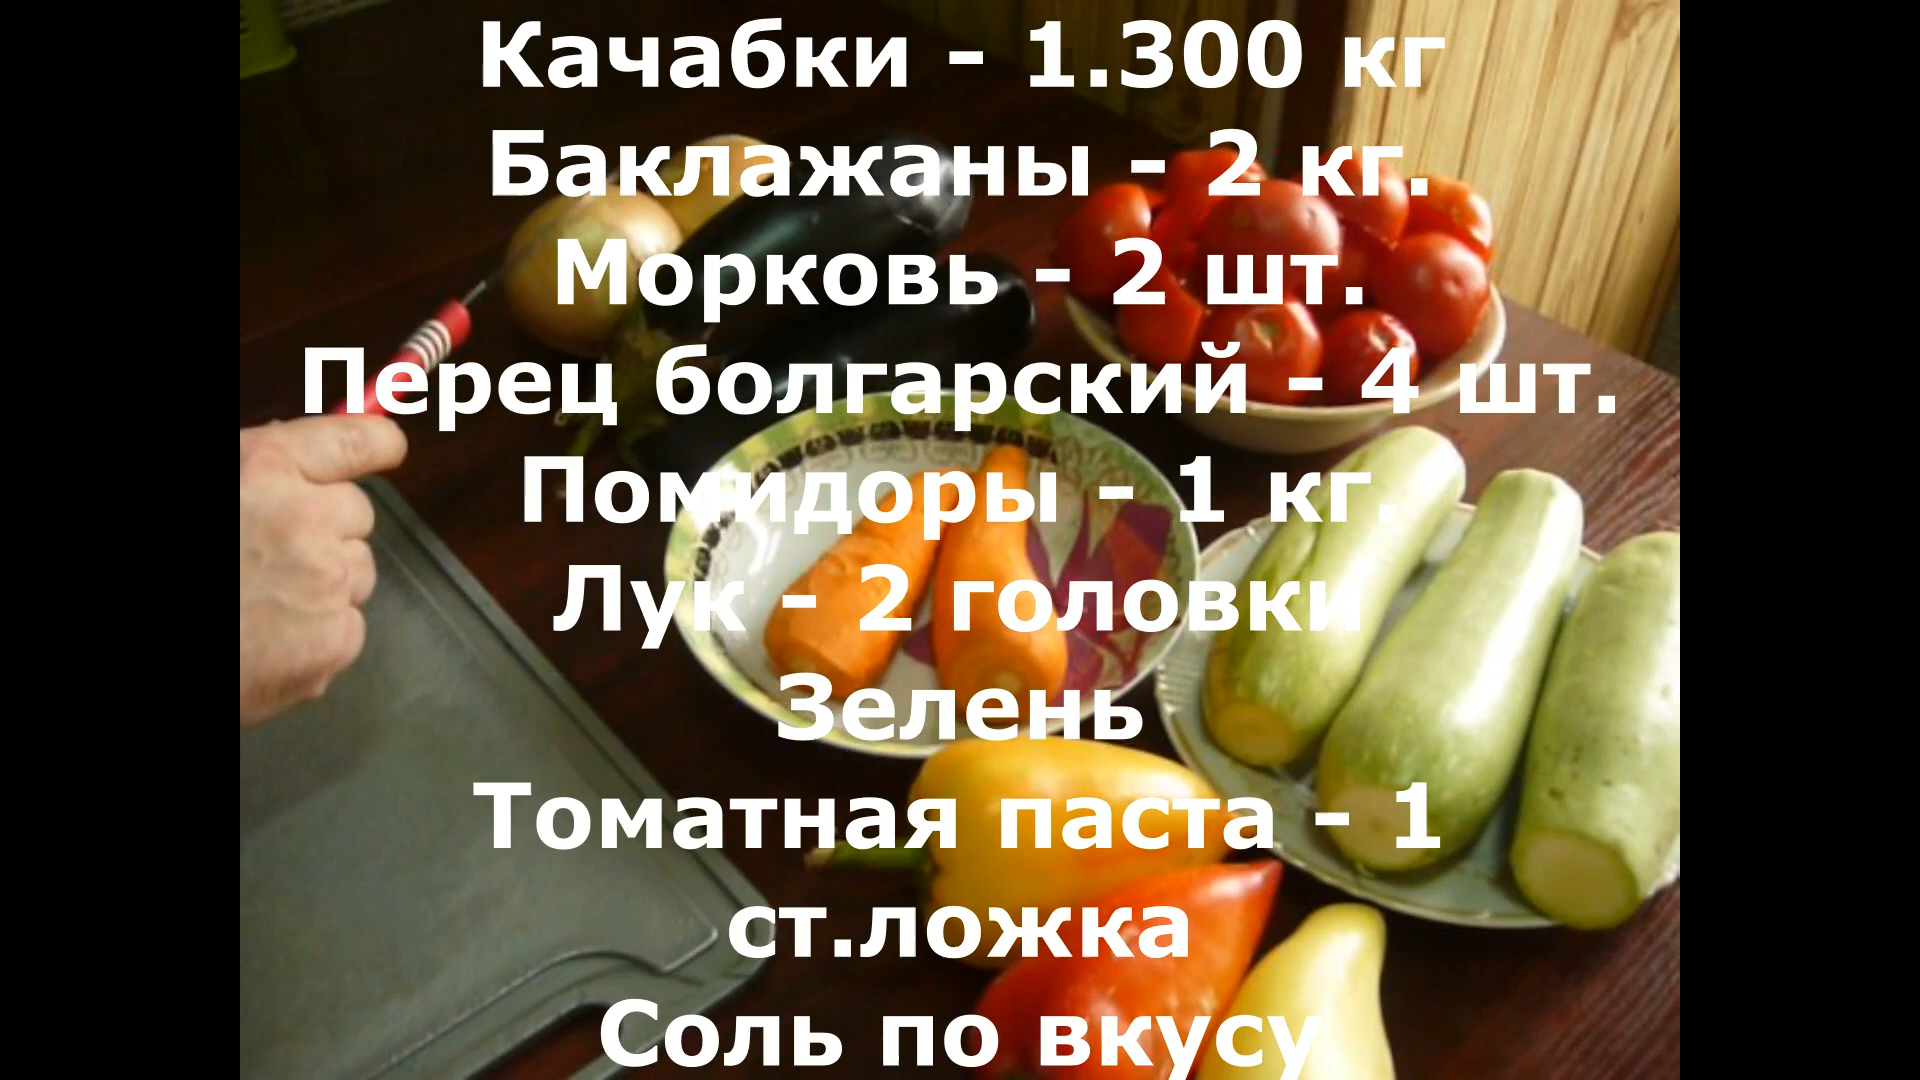 Качабки - 1.300 кг
Баклажаны - 2 кг.
Морковь - 2 шт.
Перец болгарский - 4 шт.
Помидоры - 1 кг.
Лук - 2 головки
Зелень
Томатная паста - 1
ст.ложка
Соль по вкусу